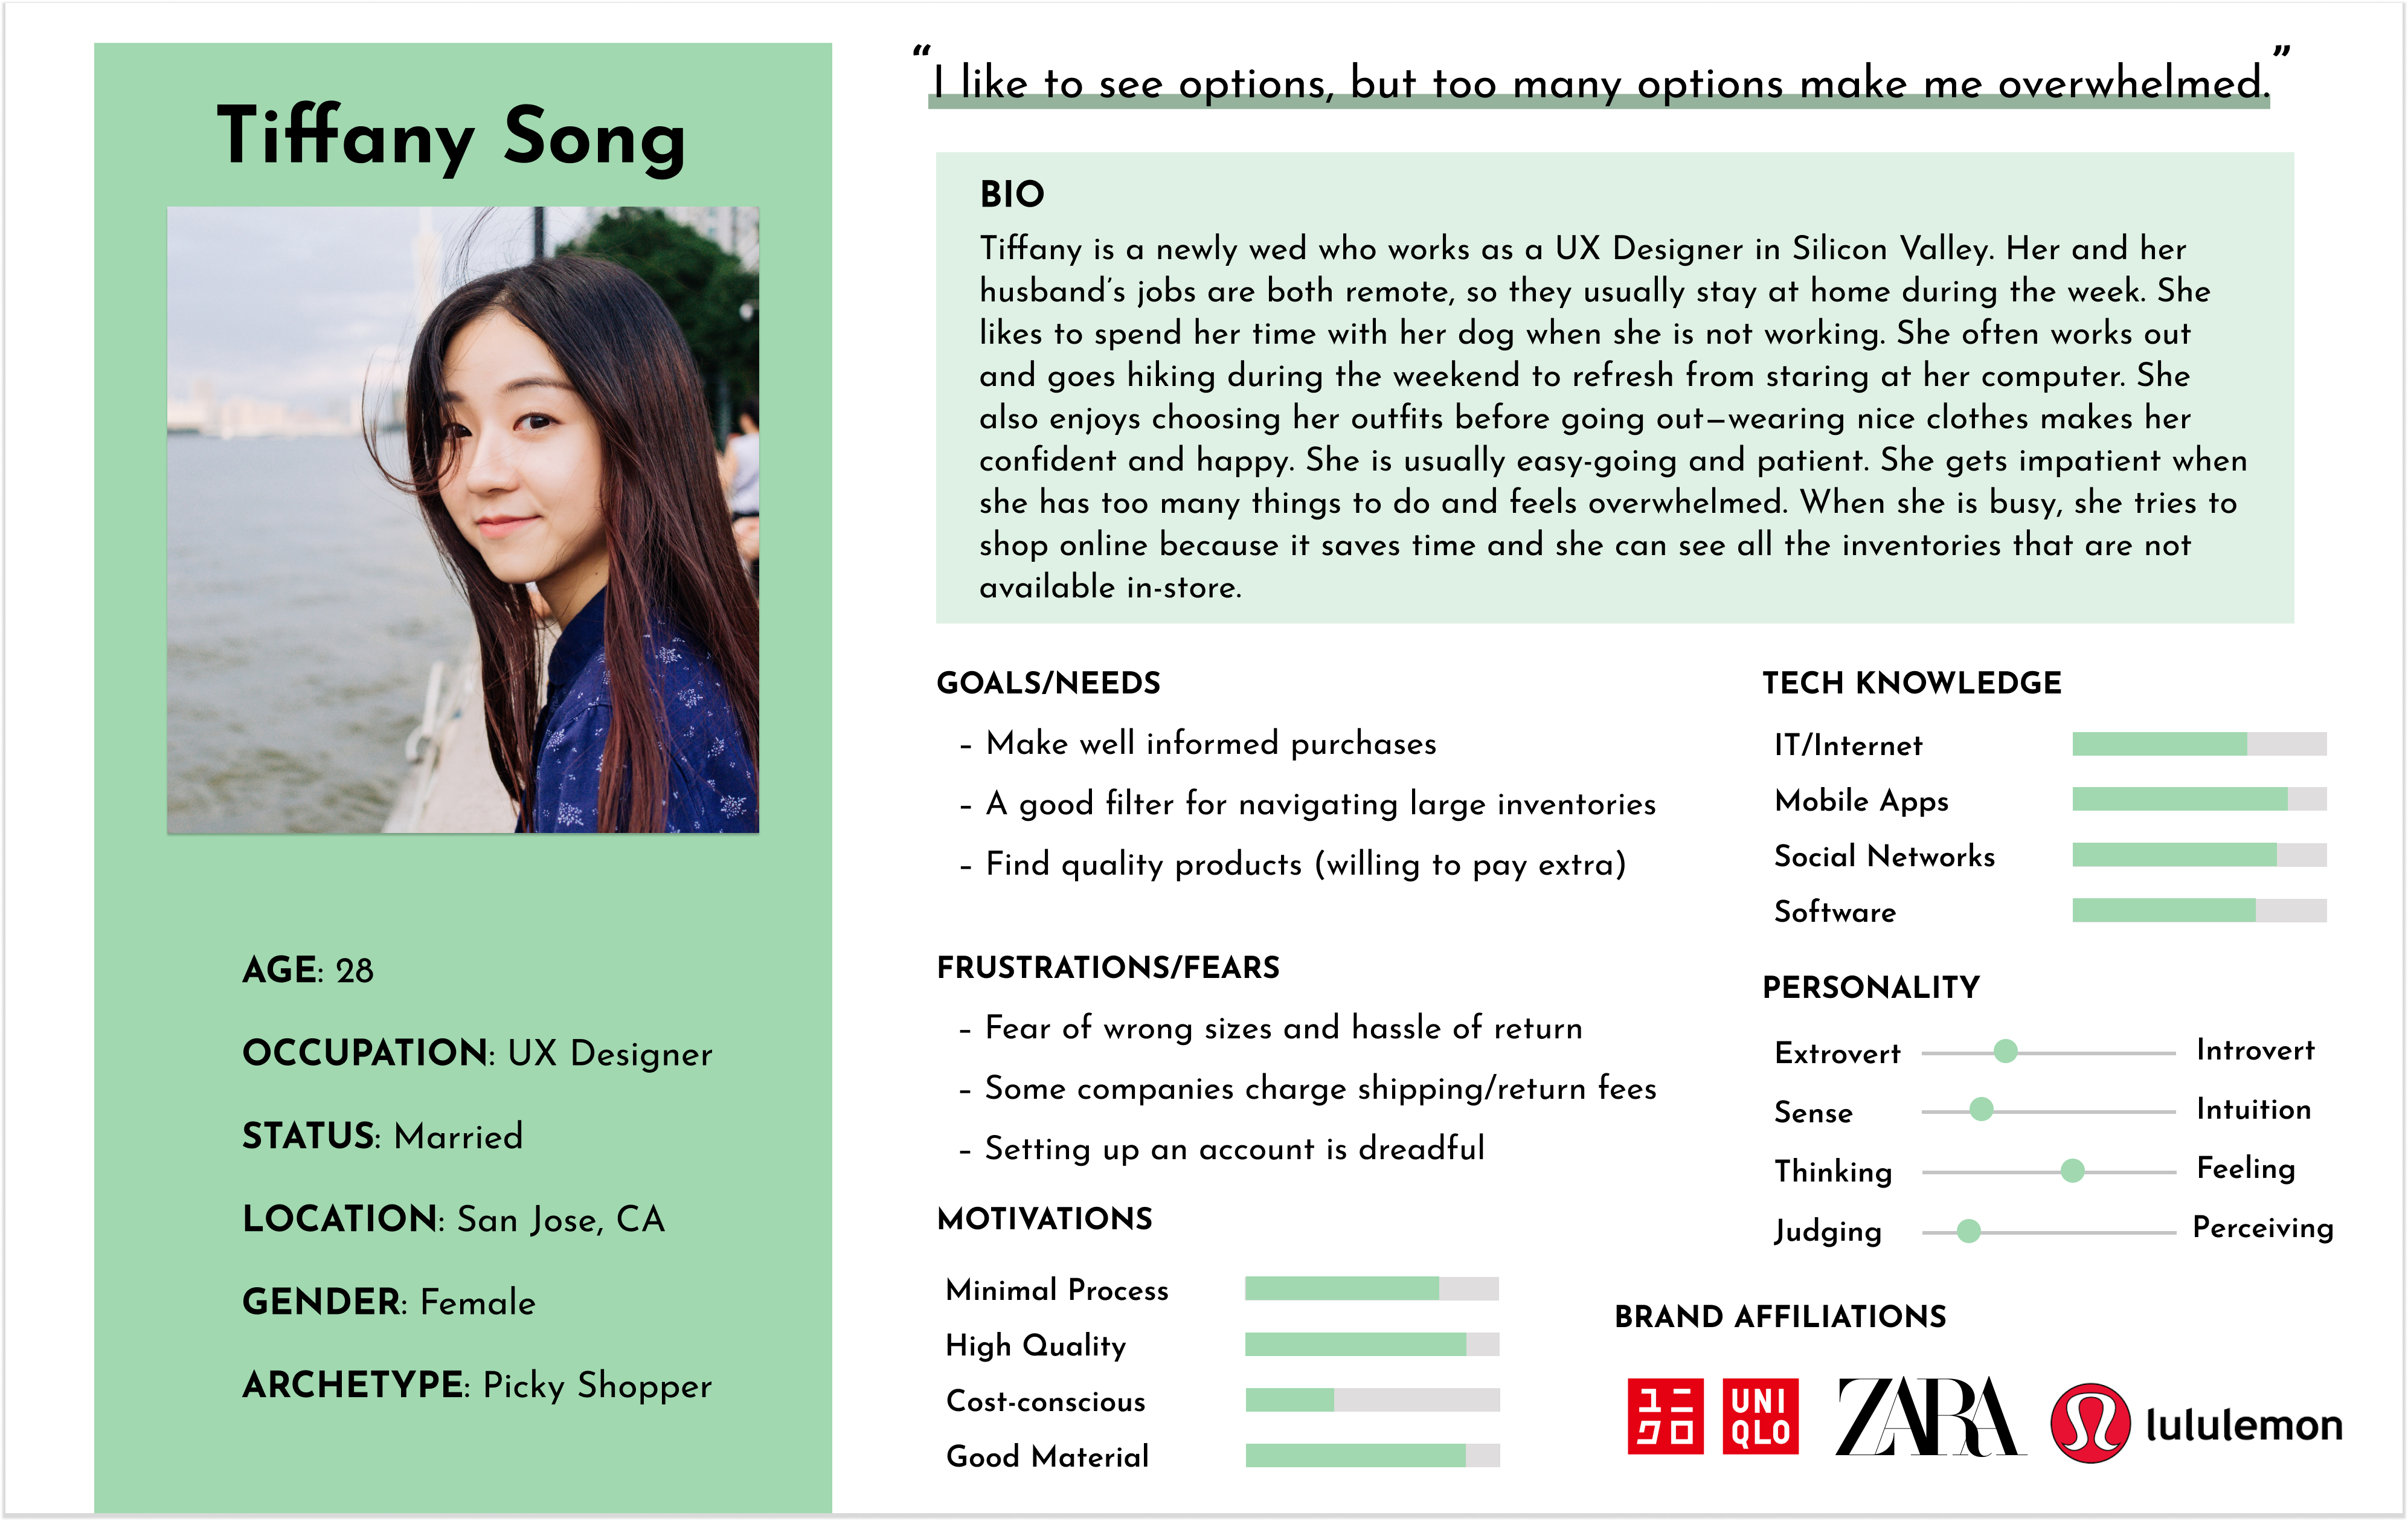 Tiffany Song
AGE: 28
OCCUPATION: UX Designer
STATUS: Married
LOCATION: San Jose, CA
GENDER: Female
ARCHETYPE: Picky Shopper
“I like to see options, but too many options make me overwhelmed.”
BIO
Tiffany is a newly wed who works as a UX Designer in Silicon Valley. Her and her
husband’s jobs are both remote, so they usually stay at home during the week. She
likes to spend her time with her dog when she is not working. She often works out
and goes hiking during the weekend to refresh from staring at her computer. She
also enjoys choosing her outfits before going out—wearing nice clothes makes her
confident and happy. She is usually easy-going and patient. She gets impatient when
she has too many things to do and feels overwhelmed. When she is busy, she tries to
shop online because it saves time and she can see all the inventories that are not
available in-store.
GOALS/NEEDS
– Make well informed purchases
– A good filter for navigating large inventories
– Find quality products (willing to pay extra)
FRUSTRATIONS/FEARS
– Fear of wrong sizes and hassle of return
– Some companies charge shipping/return fees
– Setting up an account is dreadful
MOTIVATIONS
Minimal Process
High Quality
Cost-conscious
Good Material
TECH KNOWLEDGE
IT/Internet
Mobile Apps
Social Networks
Software
PERSONALITY
Extrovert Introvert
Sense Intuition
Thinking Feeling
Judging Perceiving
BRAND AFFILIATIONS
ユニ
クロ
UNI
QLO
ZARA
lululemon